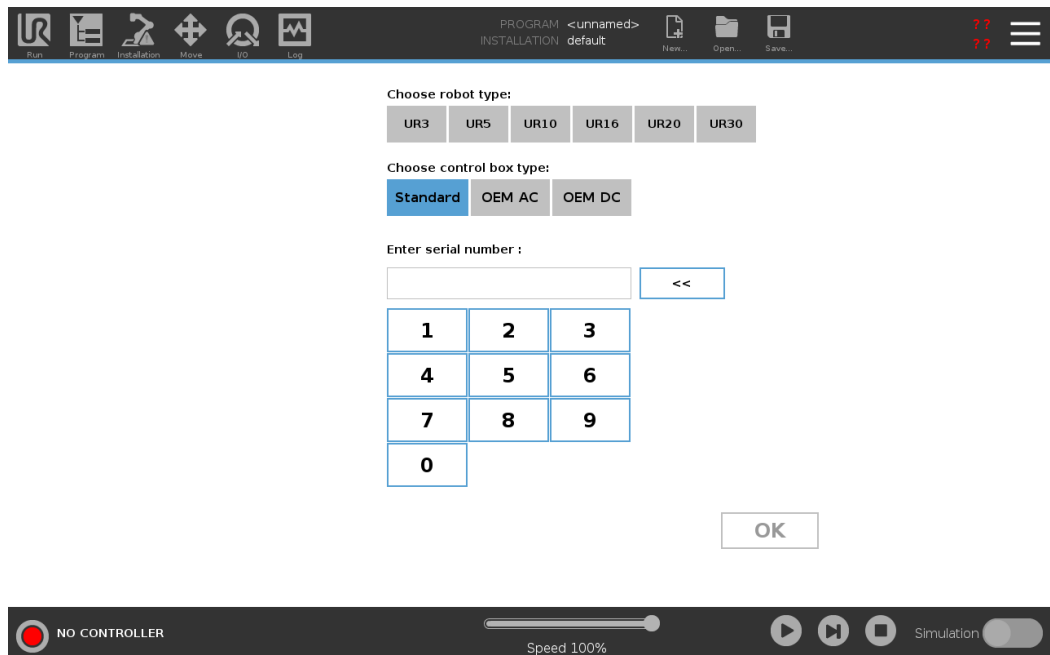 PROGRAM <unnamed>
INSTALLATION default
? ?
? ?
Run Program Installation Move I/O Log New... Open... Save...
Choose robot type:
UR3 UR5 UR10 UR16 UR20 UR30
Choose control box type:
Standard OEM AC OEM DC
Enter serial number :
<<
1 2 3
4 5 6
7 8 9
0
OK
NO CONTROLLER
Speed 100%
Simulation